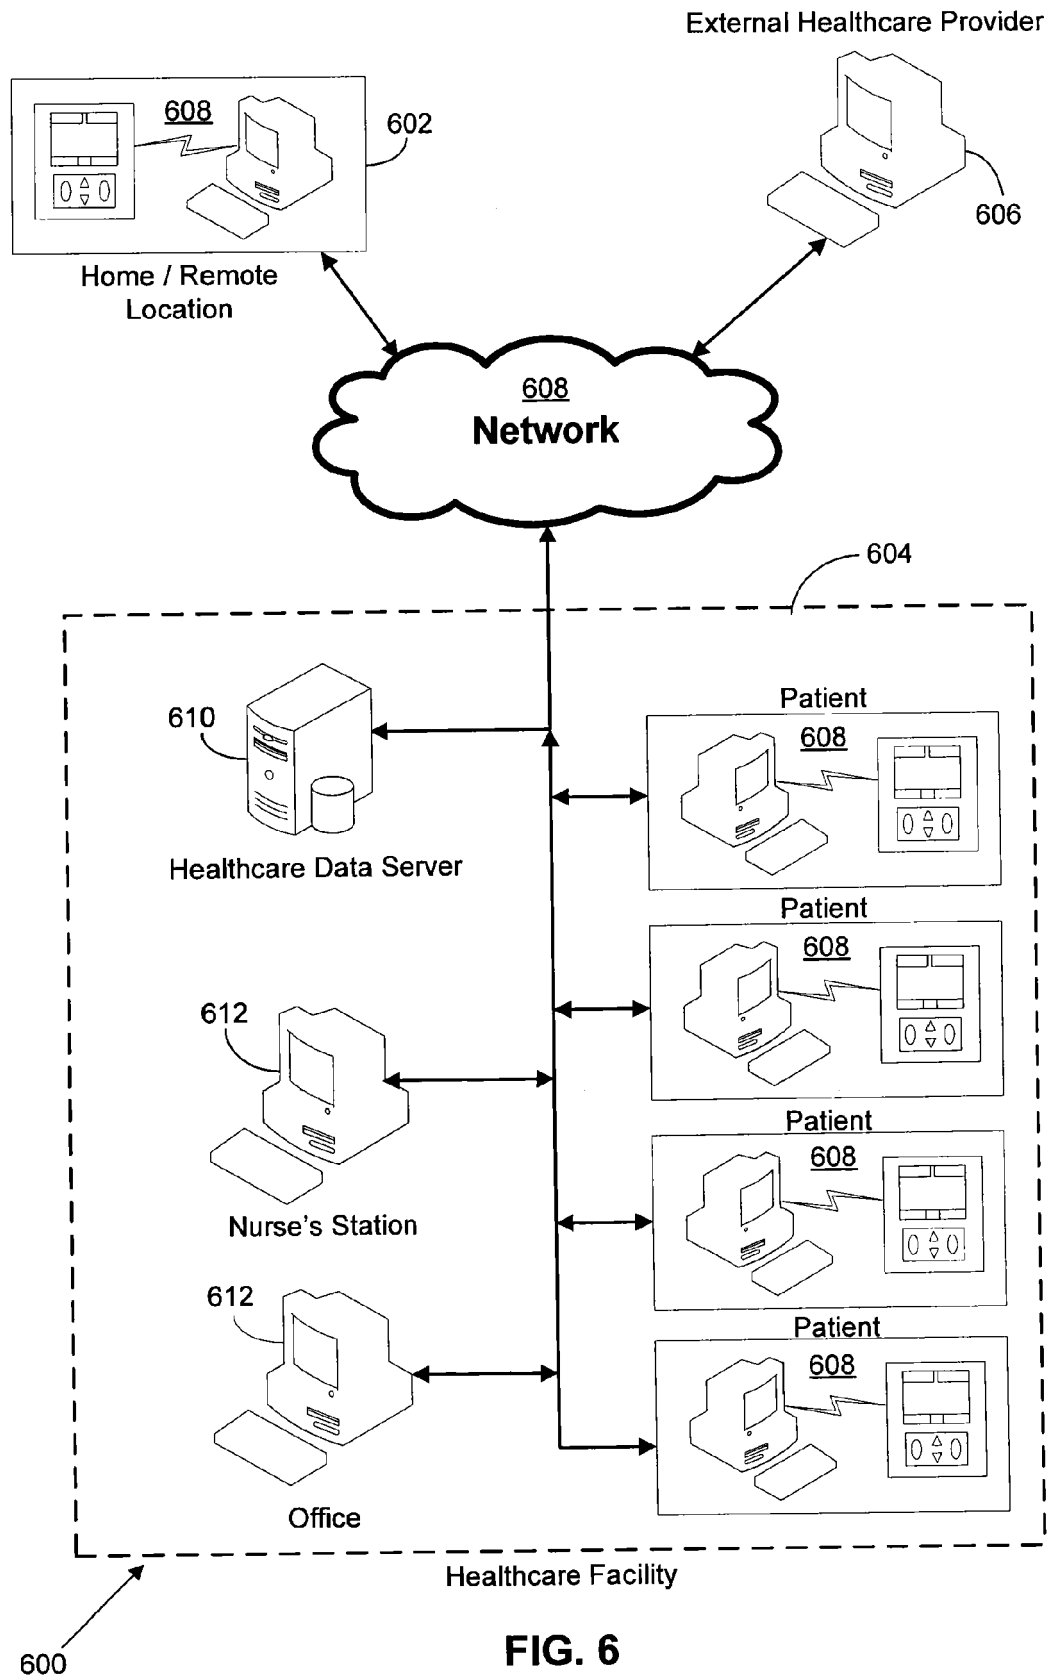 External Healthcare Provider
608
602
606
Home / Remote
Location
608
Network
604
610
Healthcare Data Server
Patient
608
Patient
608
612
Nurse's Station
Patient
608
612
Office
Patient
608
Healthcare Facility
600
FIG. 6